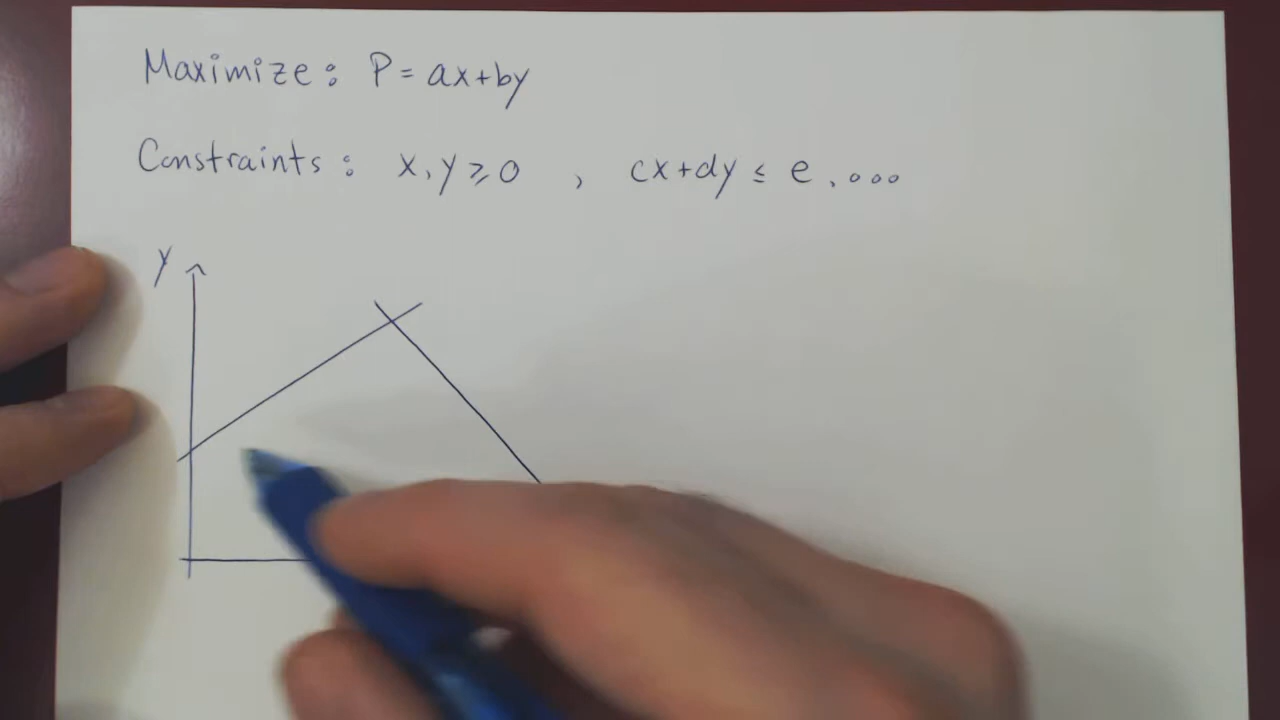 Maximize: P = ax+by
Constraints: x, y ≥ 0 , cx+dy ≤ e, ...
y